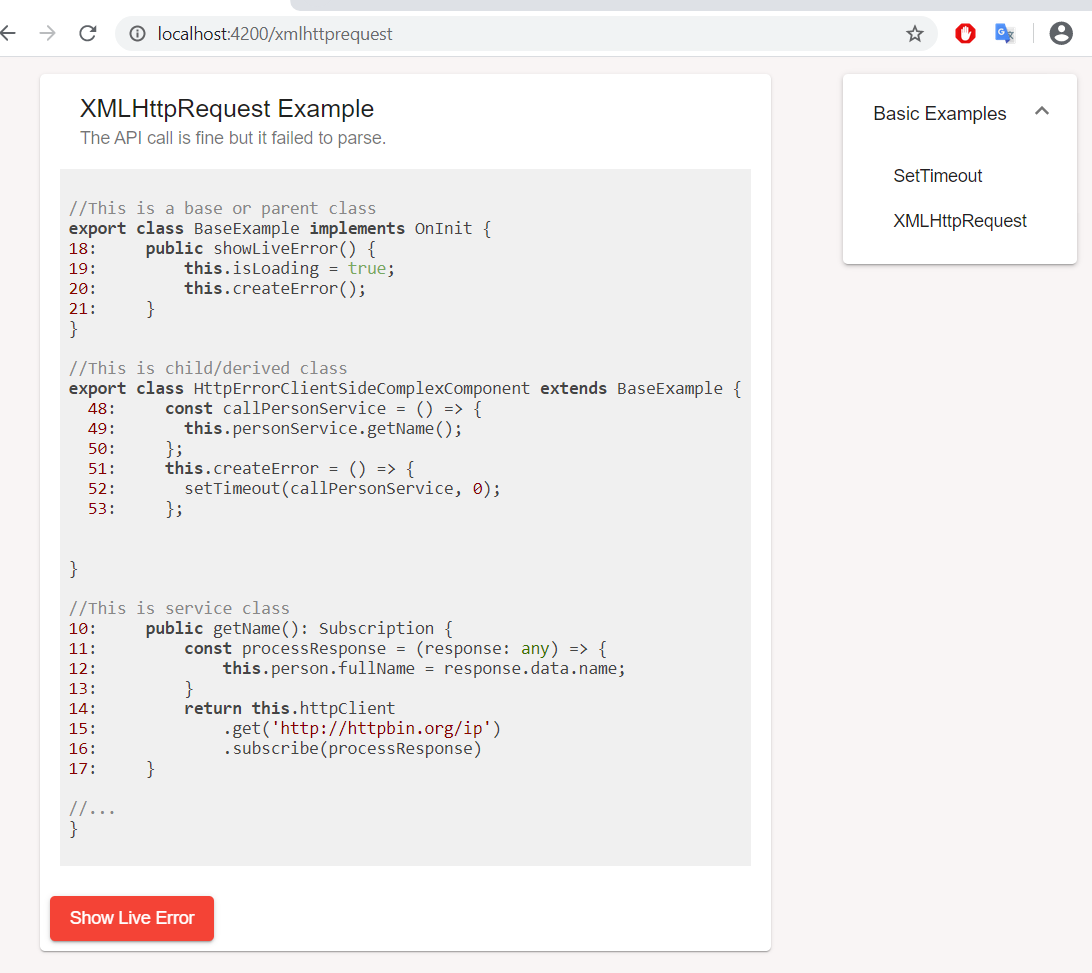 localhost:4200/xmlhttprequest
XMLHttpRequest Example
The API call is fine but it failed to parse.
//This is a base or parent class
export class BaseExample implements OnInit {
18:     public showLiveError() {
19:         this.isLoading = true;
20:         this.createError();
21:     }
}
//This is child/derived class
export class HttpErrorClientSideComplexComponent extends BaseExample {
  48:     const callPersonService = () => {
  49:       this.personService.getName();
  50:     };
  51:     this.createError = () => {
  52:       setTimeout(callPersonService, 0);
  53:     };
}
//This is service class
10:     public getName(): Subscription {
11:         const processResponse = (response: any) => {
12:             this.person.fullName = response.data.name;
13:         }
14:         return this.httpClient
15:             .get('http://httpbin.org/ip')
16:             .subscribe(processResponse)
17:     }
//...
}
Show Live Error
Basic Examples
SetTimeout
XMLHttpRequest